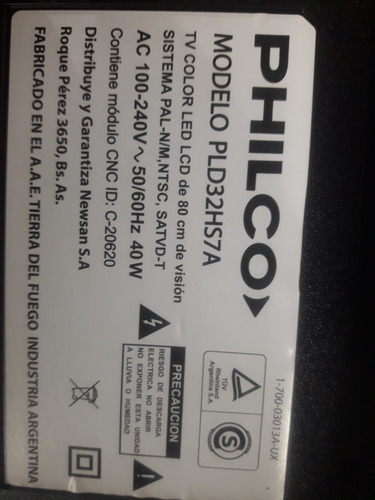 PHILCO
MODELO PLD32HS7A
TV COLOR LED LCD de 80 cm de visión
SISTEMA PAL-N/M,NTSC, SATVD-T
AC 100-240V~50/60Hz 40W
Contiene módulo CNC ID: C-20620
Distribuye y Garantiza Newsan S.A
Roque Pérez 3650, Bs. As.
FABRICADO EN EL A.A.E. TIERRA DEL FUEGO INDUSTRIA ARGENTINA
1-700-03013A-UX
TÜV
Rheinland
Argentina S.A.
S
PRECAUCION
RIESGO DE DESCARGA
ELECTRICA NO ABRIR
NO EXPONER ESTA UNIDAD
A LLUVIA O HUMEDAD